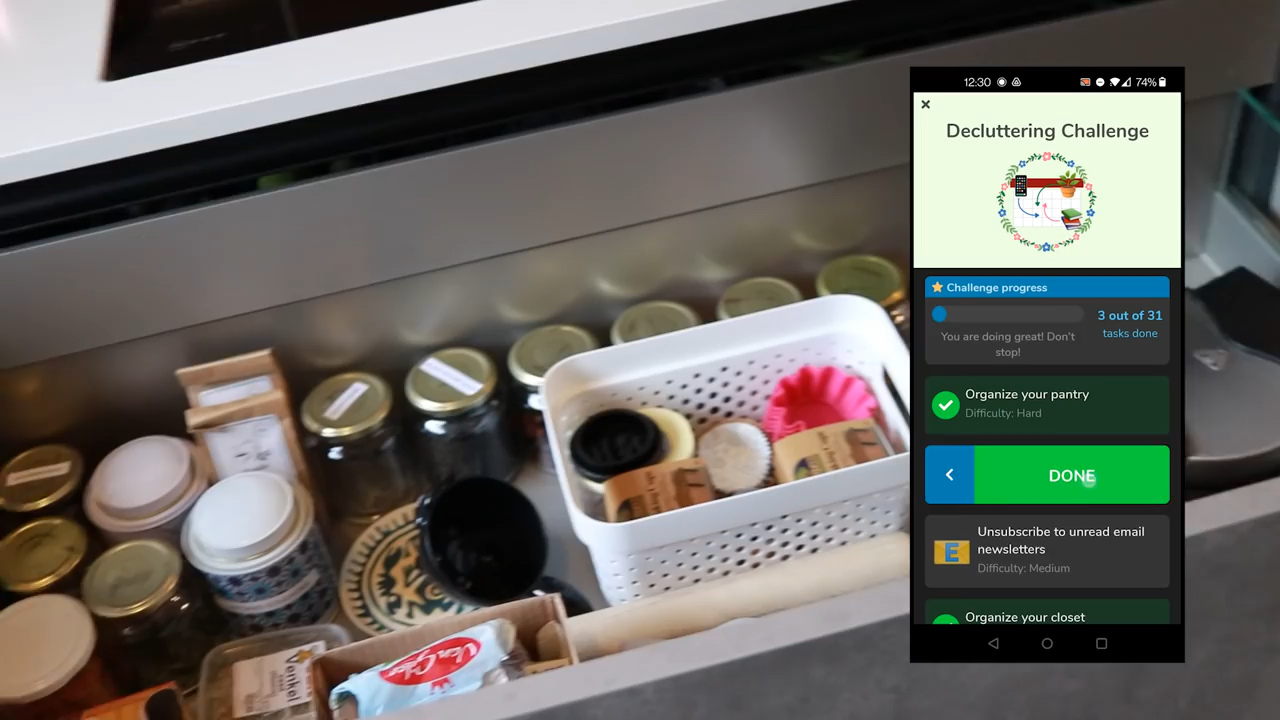 12:30
74%
Decluttering Challenge
Challenge progress
3 out of 31
tasks done
You are doing great! Don't
stop!
Organize your pantry
Difficulty: Hard
DONE
Unsubscribe to unread email
newsletters
Difficulty: Medium
Organize your closet
Venkel